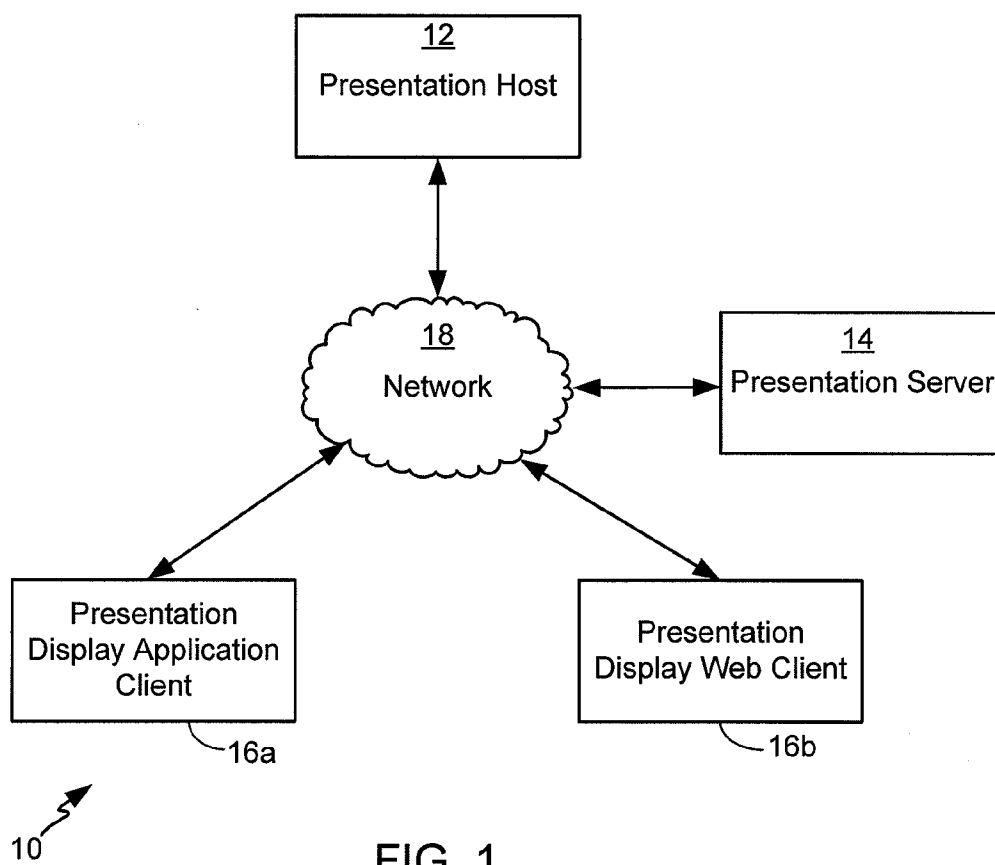 12
Presentation Host
18
Network
14
Presentation Server
Presentation
Display Application
Client
16a
Presentation
Display Web Client
16b
10
FIG. 1